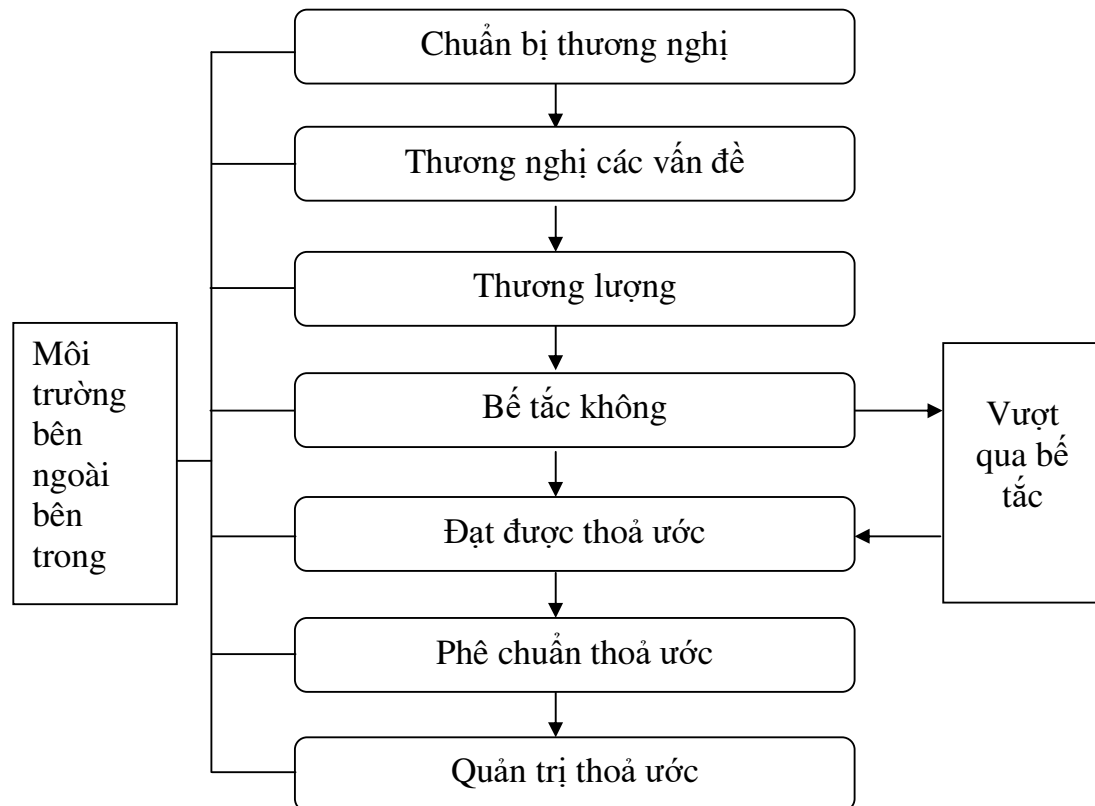 Chuẩn bị thương nghị
Thương nghị các vấn đề
Thương lượng
Môi
trường
bên
ngoài
bên
trong
Bế tắc không
Vượt
qua bế
tắc
Đạt được thoả ước
Phê chuẩn thoả ước
Quản trị thoả ước